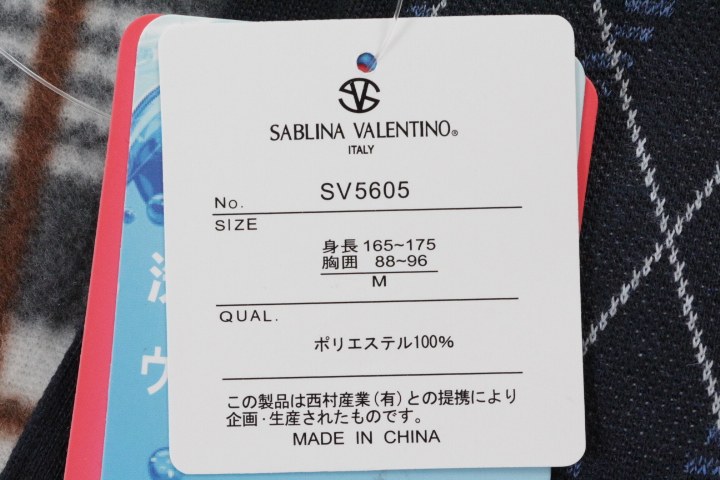 SABLINA VALENTINO®
ITALY
No. SV5605
SIZE
身長 165~175
胸囲 88~96
M
QUAL.
ポリエステル100%
この製品は西村産業(有)との提携により
企画・生産されたものです。
MADE IN CHINA
ウ